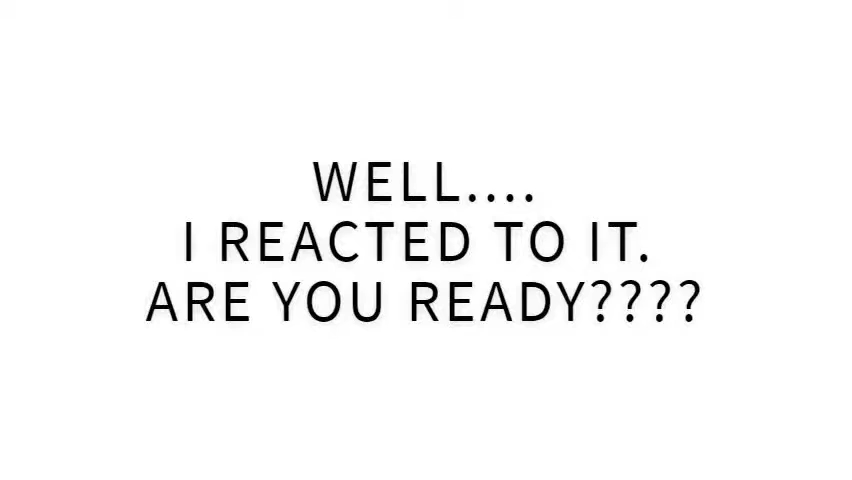 WELL....
I REACTED TO IT.
ARE YOU READY????